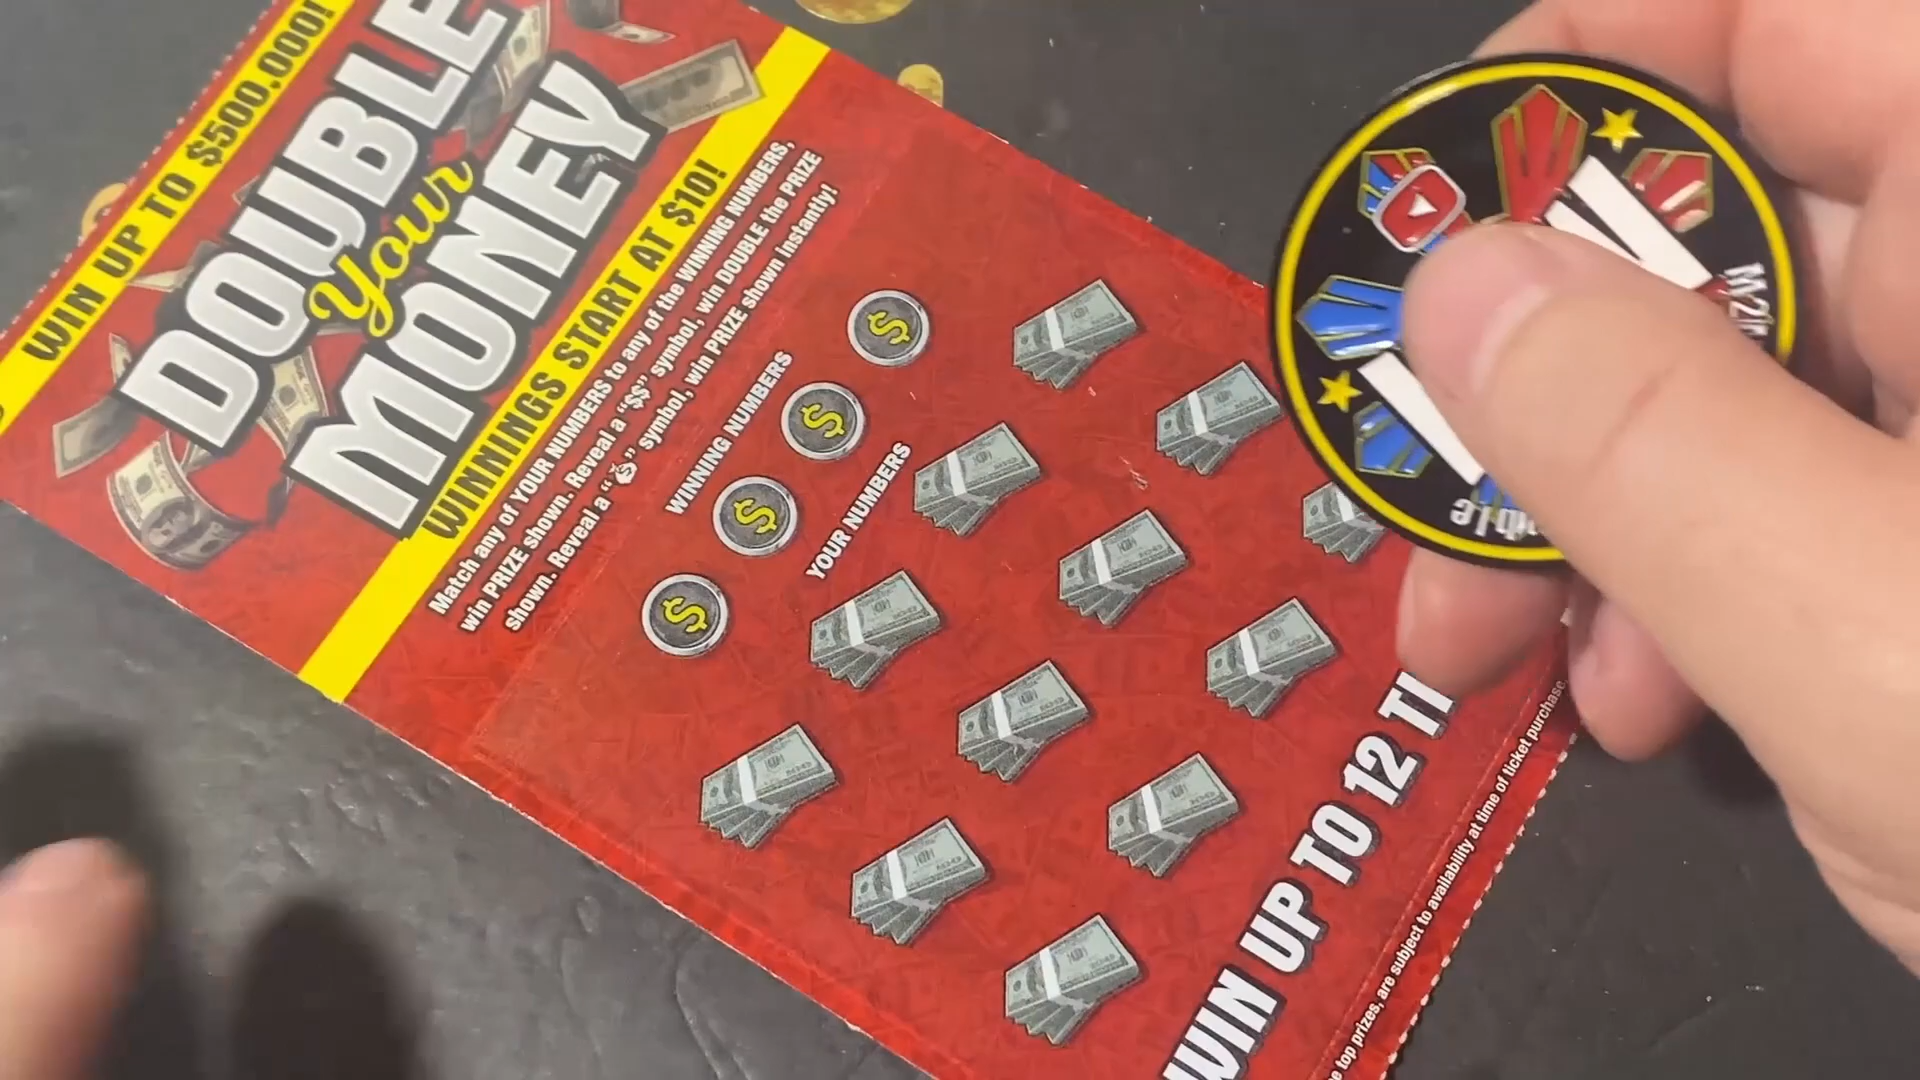 WIN UP TO $500,000!
DOUBLE
Your
MONEY
WINNINGS START AT $10!
Match any of YOUR NUMBERS to any of the WINNING NUMBERS,
win PRIZE shown. Reveal a "$$" symbol, win DOUBLE the PRIZE
shown. Reveal a "$" symbol, win PRIZE shown instantly!
WINNING NUMBERS
$ $ $ $
YOUR NUMBERS
WIN UP TO 12 TI
top prizes, are subject to availability at time of ticket purchase.